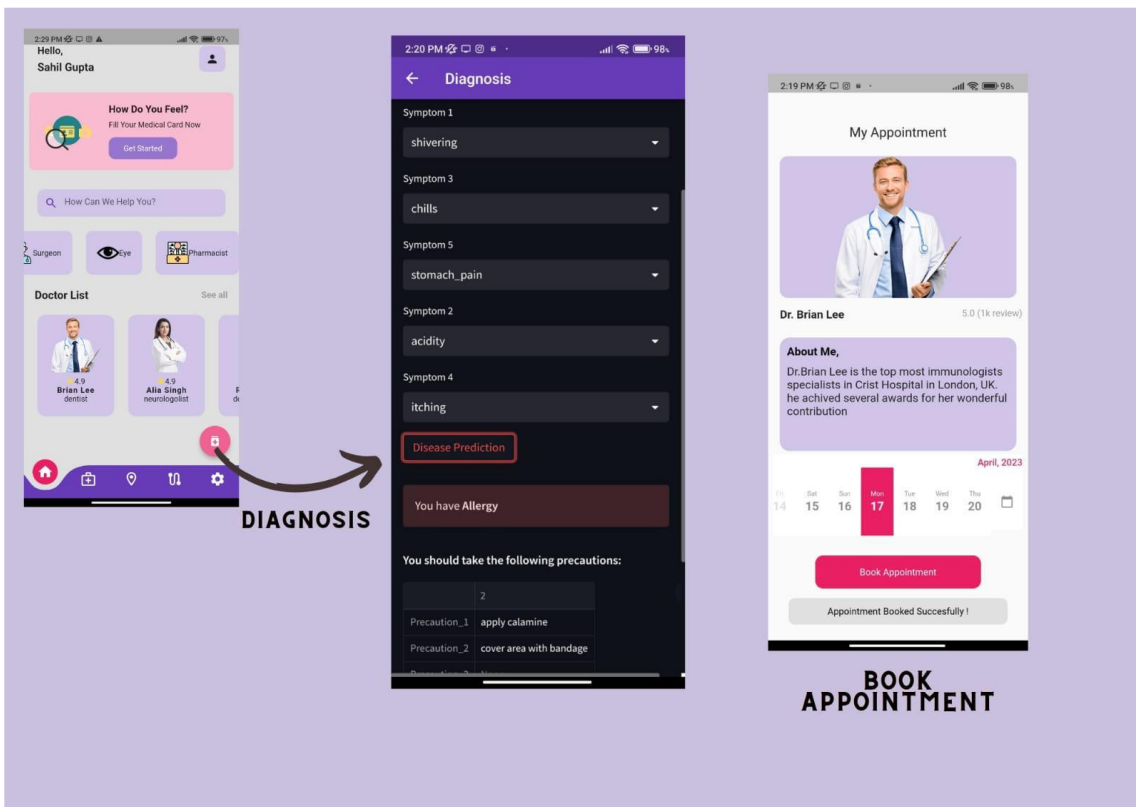 2:29 PM
97%
Hello,
Sahil Gupta
How Do You Feel?
Fill Your Medical Card Now
Get Started
How Can We Help You?
Surgeon
Eye
Pharmacist
Doctor List
See all
4.9
Brian Lee
dentist
4.9
Alia Singh
neurologolist
DIAGNOSIS
2:20 PM
98%
Diagnosis
Symptom 1
shivering
Symptom 3
chills
Symptom 5
stomach_pain
Symptom 2
acidity
Symptom 4
itching
Disease Prediction
You have Allergy
You should take the following precautions:
2
Precaution_1 apply calamine
Precaution_2 cover area with bandage
2:19 PM
98%
My Appointment
Dr. Brian Lee
5.0 (1k review)
About Me,
Dr.Brian Lee is the top most immunologists
specialists in Crist Hospital in London, UK.
he achived several awards for her wonderful
contribution
April, 2023
Fri Sat Sun Mon Tue Wed Thu
14 15 16 17 18 19 20
Book Appointment
Appointment Booked Succesfully !
BOOK
APPOINTMENT